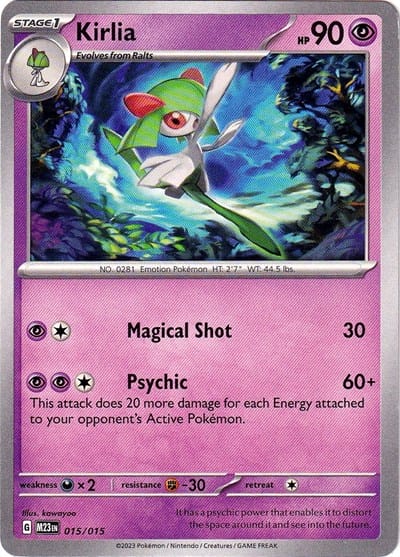 STAGE1 Kirlia HP 90
Evolves from Ralts
NO. 0281 Emotion Pokémon HT: 2'7" WT: 44.5 lbs.
Magical Shot 30
Psychic 60+
This attack does 20 more damage for each Energy attached
to your opponent's Active Pokémon.
weakness ×2 resistance -30 retreat
Illus. kawayoo
G M23 EN 015/015
It has a psychic power that enables it to distort
the space around it and see into the future.
©2023 Pokémon / Nintendo / Creatures / GAME FREAK